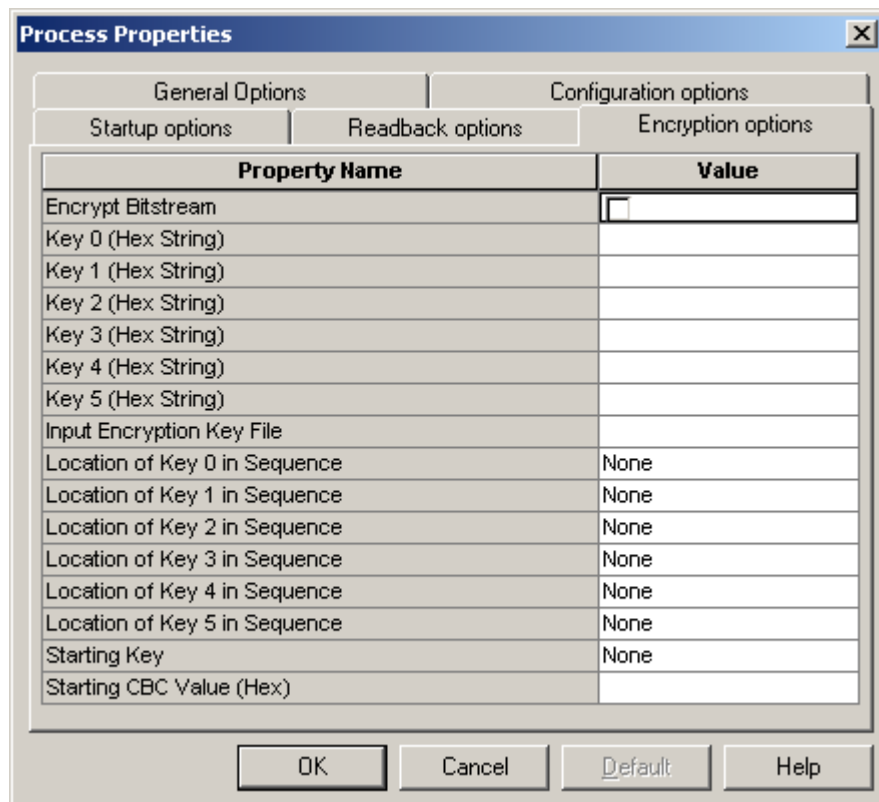 Process Properties
General Options Configuration options
Startup options Readback options Encryption options
Property Name Value
Encrypt Bitstream
Key 0 (Hex String)
Key 1 (Hex String)
Key 2 (Hex String)
Key 3 (Hex String)
Key 4 (Hex String)
Key 5 (Hex String)
Input Encryption Key File
Location of Key 0 in Sequence None
Location of Key 1 in Sequence None
Location of Key 2 in Sequence None
Location of Key 3 in Sequence None
Location of Key 4 in Sequence None
Location of Key 5 in Sequence None
Starting Key None
Starting CBC Value (Hex)
OK Cancel Default Help